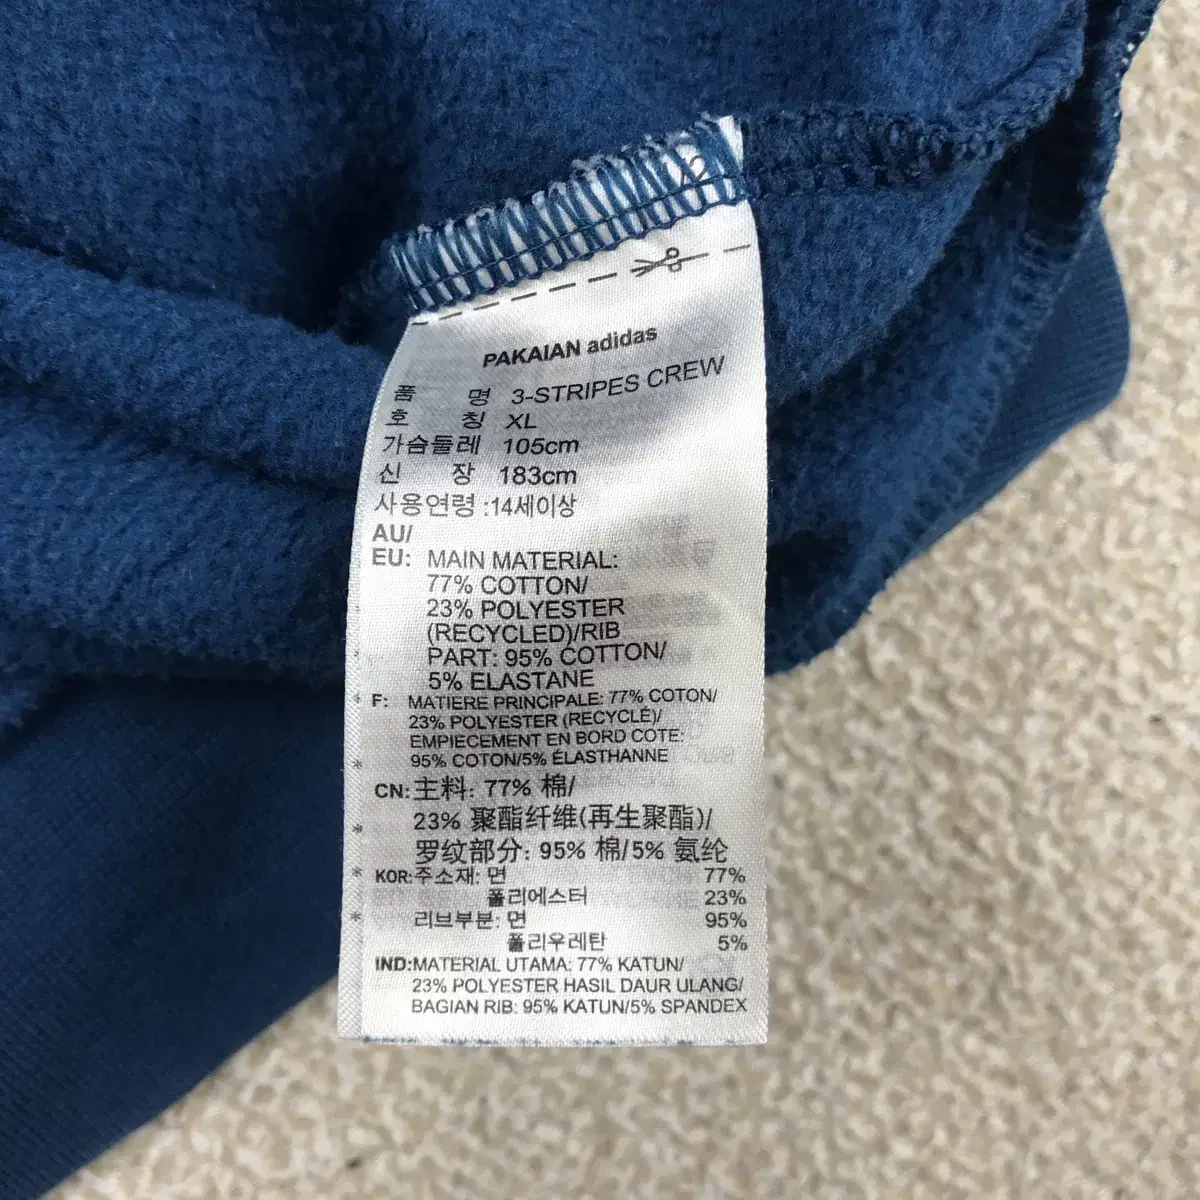 PAKAIAN adidas
품 명 3-STRIPES CREW
호 칭 XL
가슴둘레 105cm
신 장 183cm
사용연령 :14세이상
AU/
EU: MAIN MATERIAL:
77% COTTON/
23% POLYESTER
(RECYCLED)/RIB
PART: 95% COTTON/
5% ELASTANE
* F: MATIERE PRINCIPALE: 77% COTON/
23% POLYESTER (RECYCLÉ)/
EMPIECEMENT EN BORD COTE:
* 95% COTON/5% ÉLASTHANNE
CN: 主料: 77% 棉/
* 23% 聚酯纤维(再生聚酯)/
罗纹部分: 95% 棉/5% 氨纶
* KOR: 주소재: 면 77%
폴리에스터 23%
* 리브부분: 면 95%
폴리우레탄 5%
IND: MATERIAL UTAMA: 77% KATUN/
23% POLYESTER HASIL DAUR ULANG/
BAGIAN RIB: 95% KATUN/5% SPANDEX